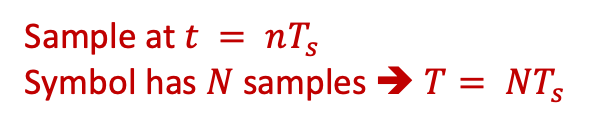 Sample at t = nTₛ
Symbol has N samples ➔ T = NTₛ